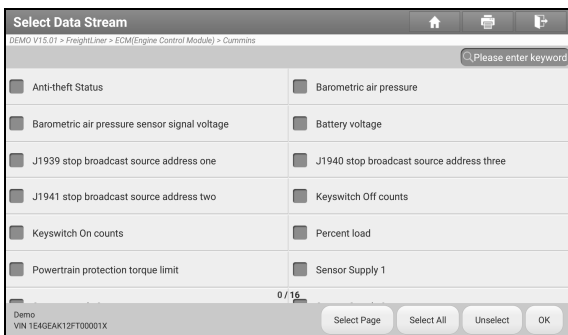 Select Data Stream
DEMO V15.01 > FreightLiner > ECM(Engine Control Module) > Cummins
Please enter keyword
Anti-theft Status
Barometric air pressure
Barometric air pressure sensor signal voltage
Battery voltage
J1939 stop broadcast source address one
J1940 stop broadcast source address three
J1941 stop broadcast source address two
Keyswitch Off counts
Keyswitch On counts
Percent load
Powertrain protection torque limit
Sensor Supply 1
0 / 16
Demo
VIN 1E4GEAK12FT00001X
Select Page
Select All
Unselect
OK